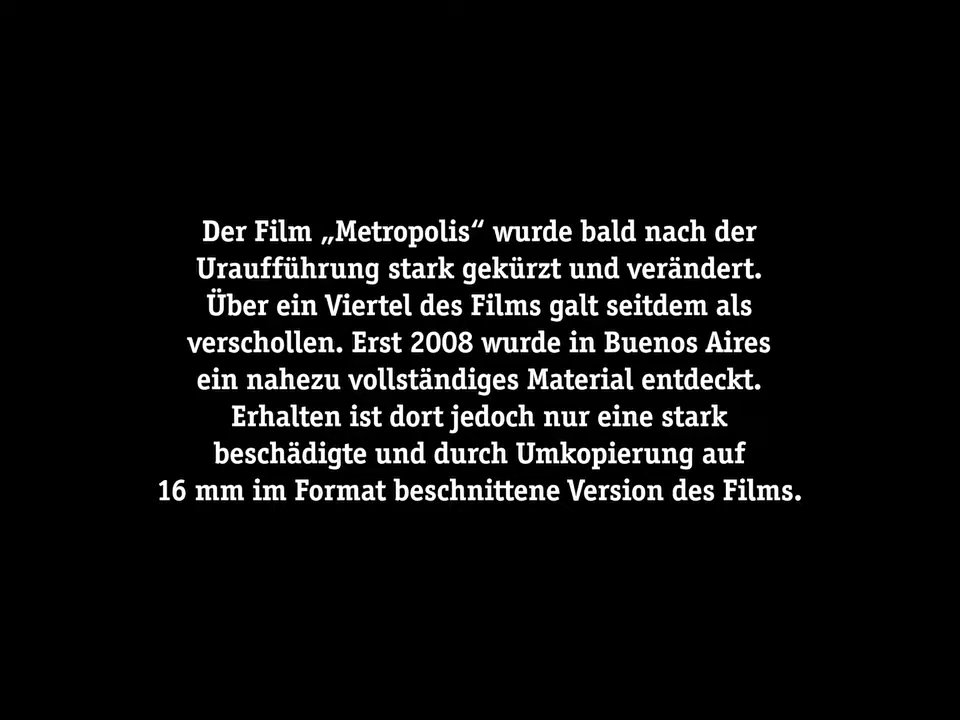 Der Film „Metropolis“ wurde bald nach der
Uraufführung stark gekürzt und verändert.
Über ein Viertel des Films galt seitdem als
verschollen. Erst 2008 wurde in Buenos Aires
ein nahezu vollständiges Material entdeckt.
Erhalten ist dort jedoch nur eine stark
beschädigte und durch Umkopierung auf
16 mm im Format beschnittene Version des Films.